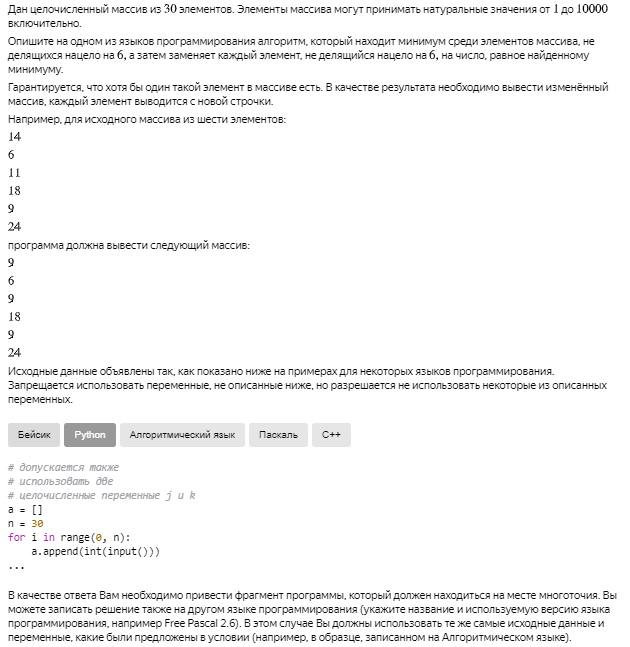 Дан целочисленный массив из 30 элементов. Элементы массива могут принимать натуральные значения от 1 до 10000
включительно.
Опишите на одном из языков программирования алгоритм, который находит минимум среди элементов массива, не
делящихся нацело на 6, а затем заменяет каждый элемент, не делящийся нацело на 6, на число, равное найденному
минимуму.
Гарантируется, что хотя бы один такой элемент в массиве есть. В качестве результата необходимо вывести изменённый
массив, каждый элемент выводится с новой строчки.
Например, для исходного массива из шести элементов:
14
6
11
18
9
24
программа должна вывести следующий массив:
9
6
9
18
9
24
Исходные данные объявлены так, как показано ниже на примерах для некоторых языков программирования.
Запрещается использовать переменные, не описанные ниже, но разрешается не использовать некоторые из описанных
переменных.
Бейсик Python Алгоритмический язык Паскаль C++
# допускается также
# использовать две
# целочисленные переменные j и k
a = []
n = 30
for i in range(0, n):
    a.append(int(input()))
...
В качестве ответа Вам необходимо привести фрагмент программы, который должен находиться на месте многоточия. Вы
можете записать решение также на другом языке программирования (укажите название и используемую версию языка
программирования, например Free Pascal 2.6). В этом случае Вы должны использовать те же самые исходные данные и
переменные, какие были предложены в условии (например, в образце, записанном на Алгоритмическом языке).